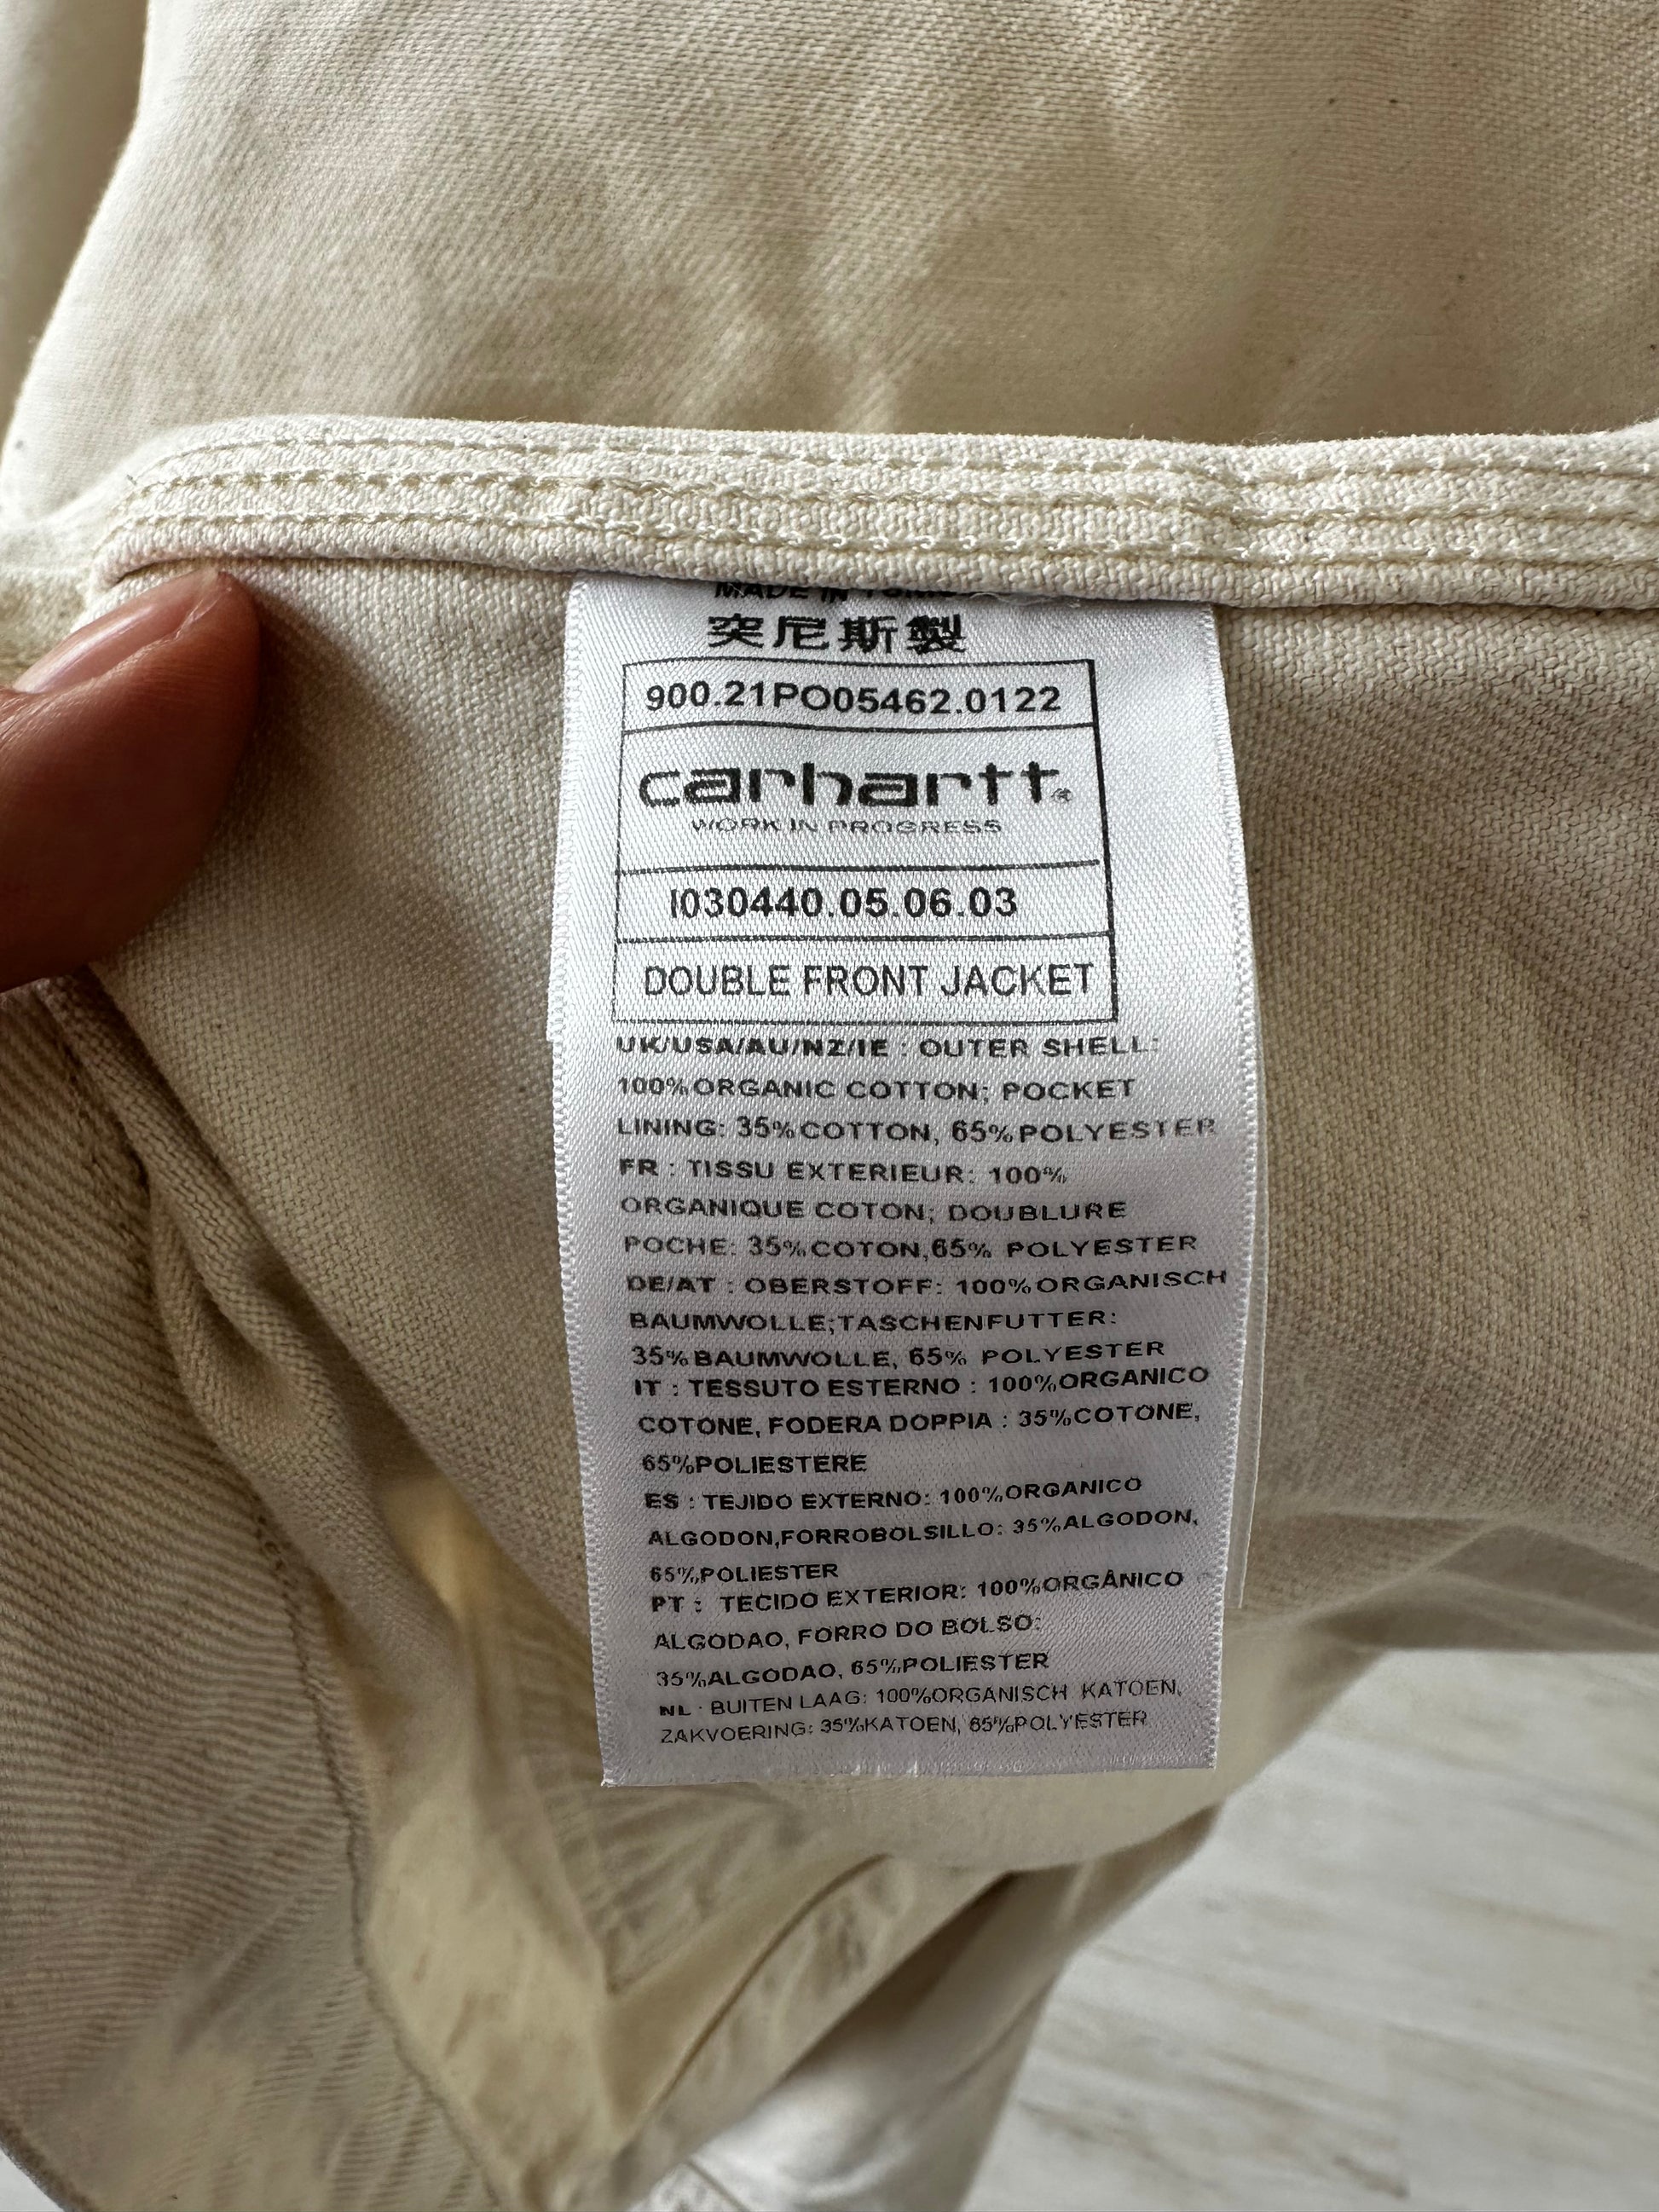 MADE IN
突尼斯製
900.21PO05462.0122
carhartt®
WORK IN PROGRESS
I030440.05.06.03
DOUBLE FRONT JACKET
UK/USA/AU/NZ/IE : OUTER SHELL:
100%ORGANIC COTTON; POCKET
LINING: 35%COTTON, 65%POLYESTER
FR : TISSU EXTERIEUR: 100%
ORGANIQUE COTON; DOUBLURE
POCHE: 35%COTON,65% POLYESTER
DE/AT : OBERSTOFF: 100%ORGANISCH
BAUMWOLLE;TASCHENFUTTER:
35%BAUMWOLLE, 65% POLYESTER
IT : TESSUTO ESTERNO : 100%ORGANICO
COTONE, FODERA DOPPIA : 35%COTONE,
65%POLIESTERE
ES : TEJIDO EXTERNO: 100%ORGANICO
ALGODON,FORROBOLSILLO: 35%ALGODON,
65%POLIESTER
PT : TECIDO EXTERIOR: 100%ORGÂNICO
ALGODAO, FORRO DO BOLSO:
35%ALGODAO, 65%POLIESTER
NL : BUITEN LAAG: 100%ORGANISCH KATOEN,
ZAKVOERING: 35%KATOEN, 65%POLYESTER